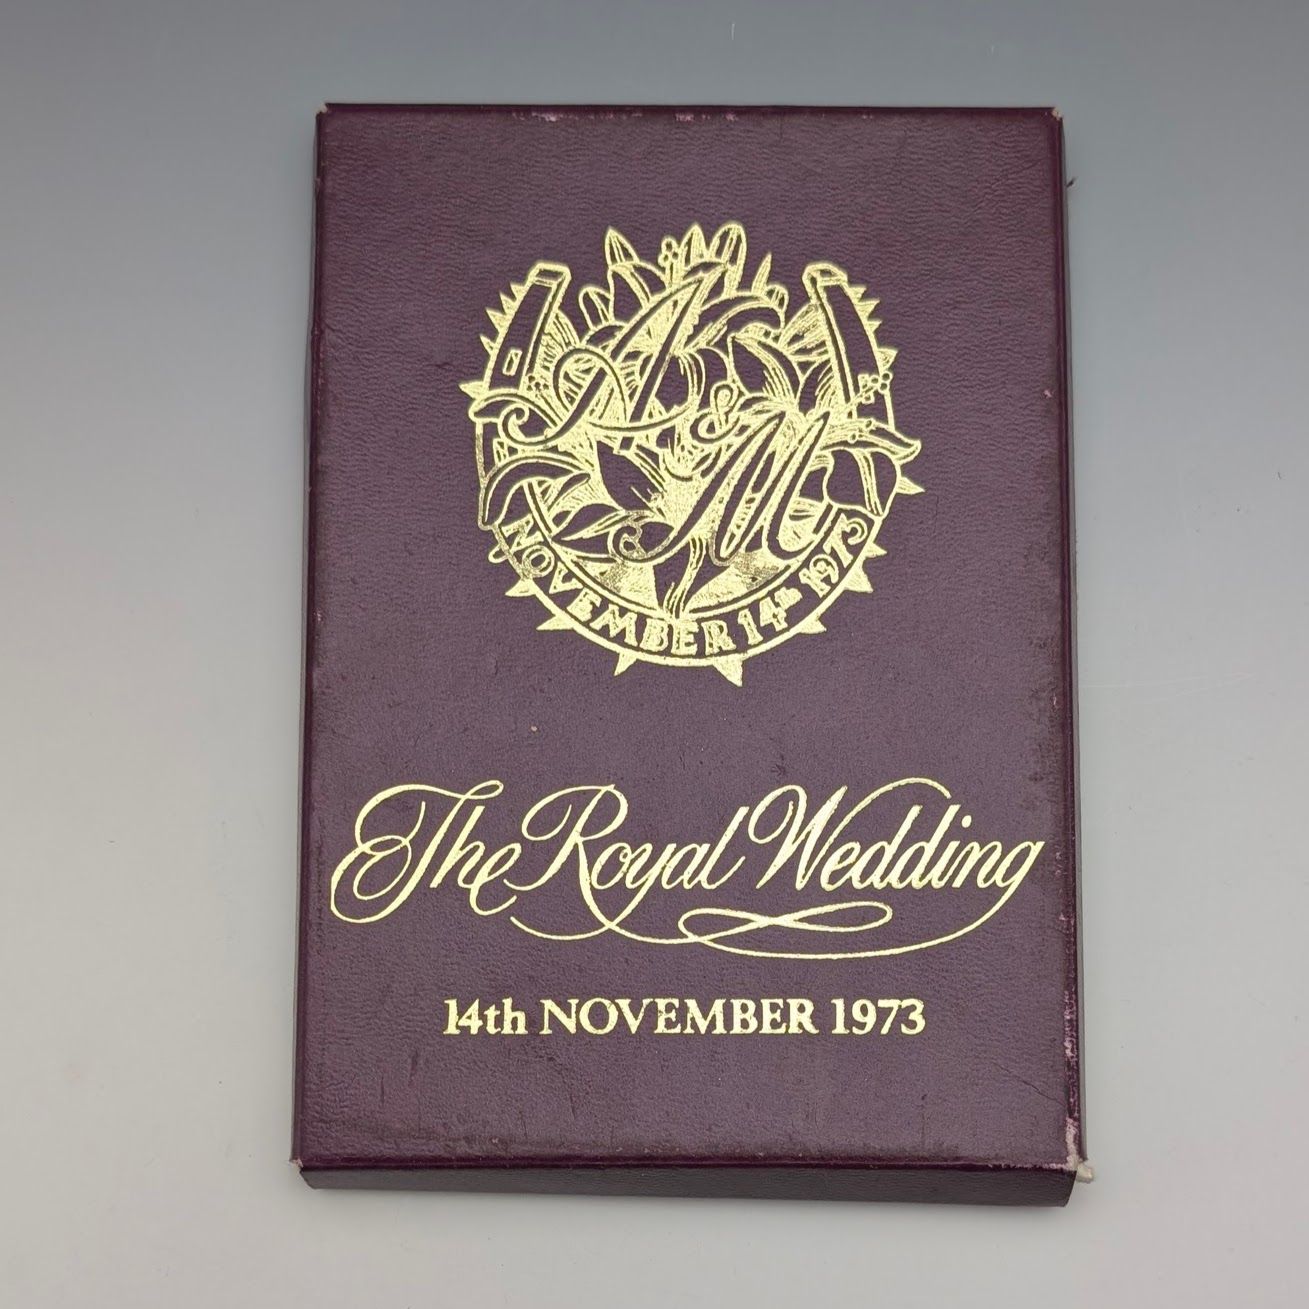 A & M
NOVEMBER 14th 1973
The Royal Wedding
14th NOVEMBER 1973